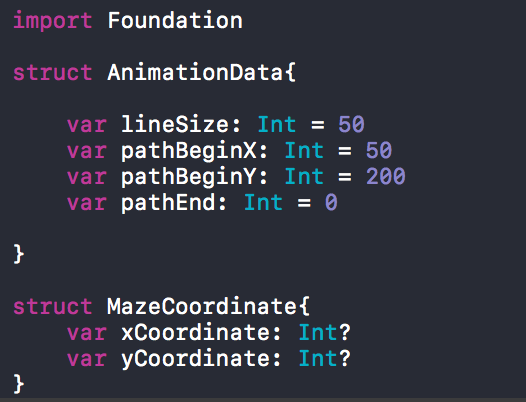 import Foundation
struct AnimationData{
var lineSize: Int = 50
var pathBeginX: Int = 50
var pathBeginY: Int = 200
var pathEnd: Int = 0
}
struct MazeCoordinate{
var xCoordinate: Int?
var yCoordinate: Int?
}